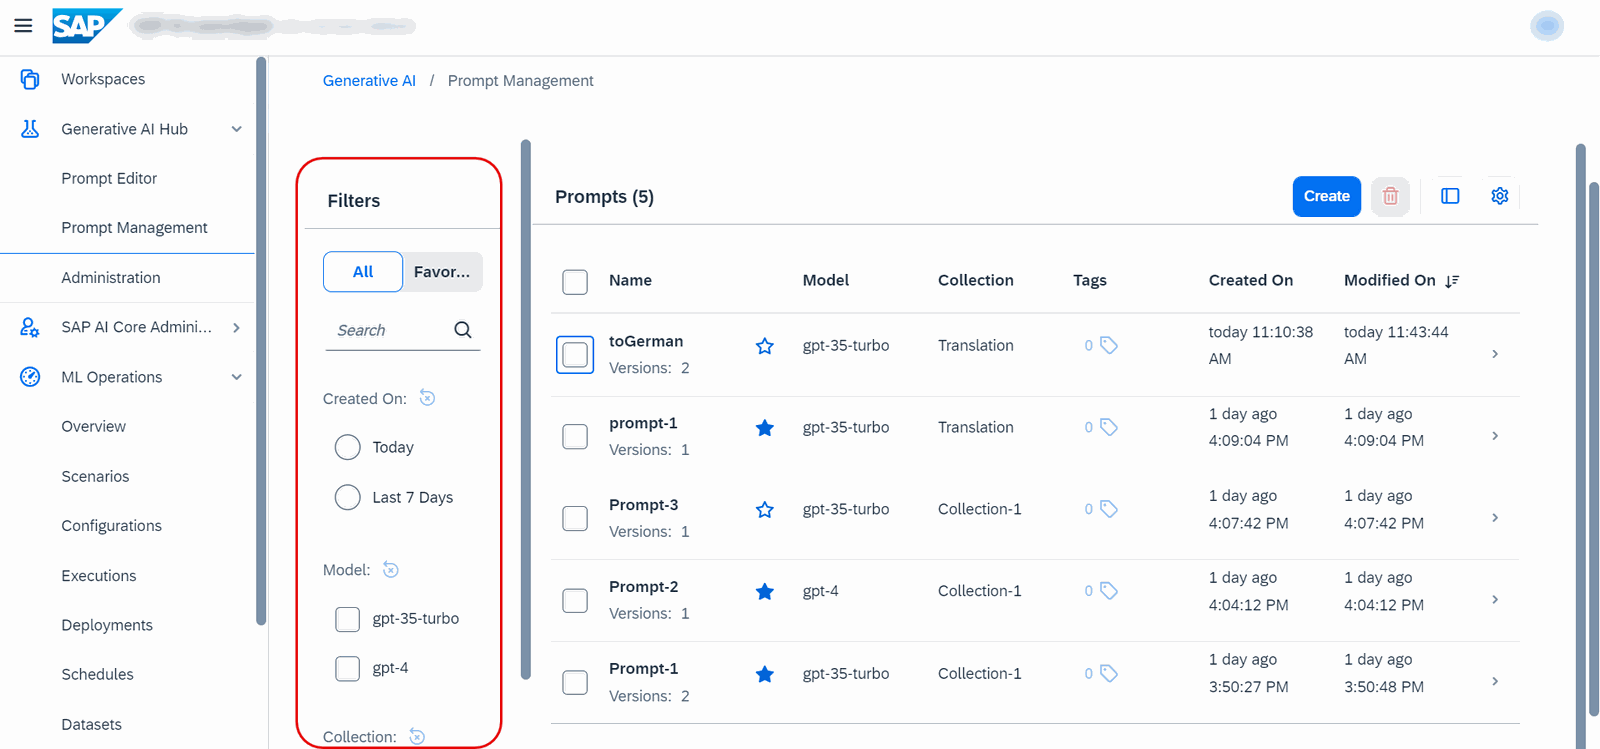 SAP
Workspaces
Generative AI Hub
Prompt Editor
Prompt Management
Administration
SAP AI Core Admini...
ML Operations
Overview
Scenarios
Configurations
Executions
Deployments
Schedules
Datasets
Generative AI / Prompt Management
Filters
All Favor...
Search
Created On:
Today
Last 7 Days
Model:
gpt-35-turbo
gpt-4
Collection:
Prompts (5)
Create
Name Model Collection Tags Created On Modified On
toGerman gpt-35-turbo Translation 0 today 11:10:38 today 11:43:44
Versions: 2 AM AM
prompt-1 gpt-35-turbo Translation 0 1 day ago 1 day ago
Versions: 1 4:09:04 PM 4:09:04 PM
Prompt-3 gpt-35-turbo Collection-1 0 1 day ago 1 day ago
Versions: 1 4:07:42 PM 4:07:42 PM
Prompt-2 gpt-4 Collection-1 0 1 day ago 1 day ago
Versions: 1 4:04:12 PM 4:04:12 PM
Prompt-1 gpt-35-turbo Collection-1 0 1 day ago 1 day ago
Versions: 2 3:50:27 PM 3:50:48 PM